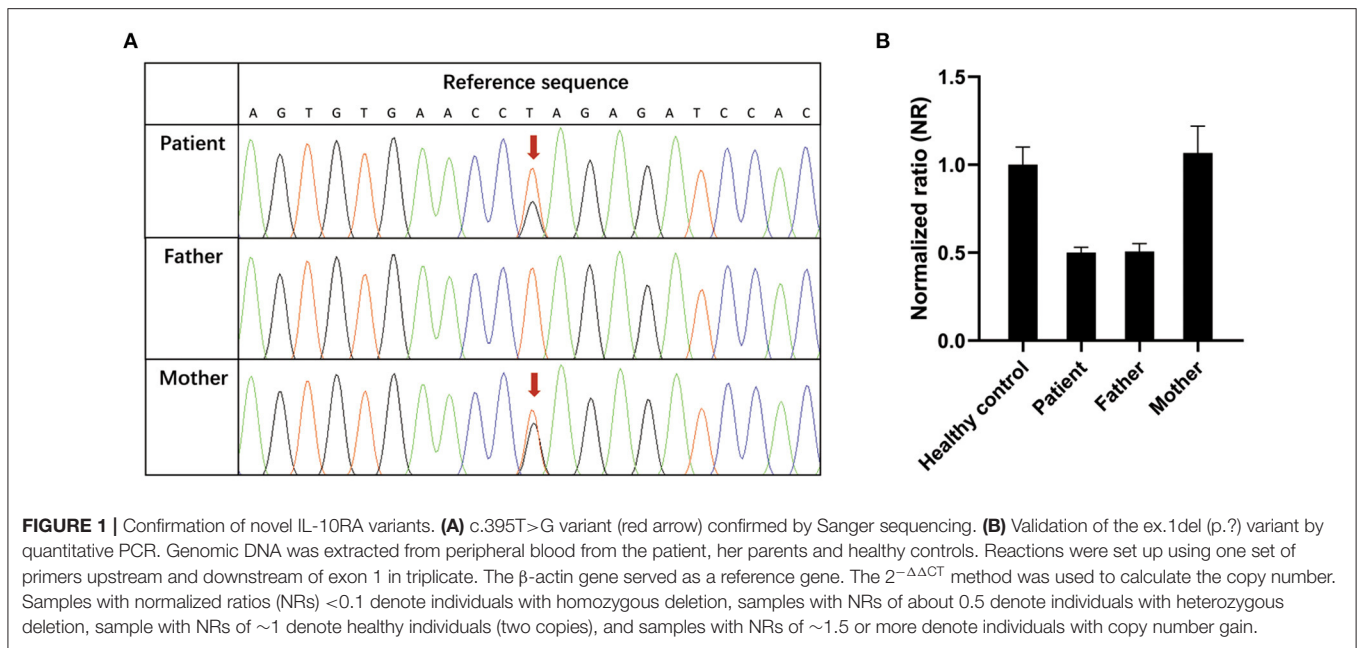 A
Reference sequence
A G T G T G A A C C T A G A G A T C C A C
Patient
Father
Mother
B
Normalized ratio (NR)
1.5
1.0
0.5
0.0
Healthy control
Patient
Father
Mother
FIGURE 1 | Confirmation of novel IL-10RA variants. (A) c.395T>G variant (red arrow) confirmed by Sanger sequencing. (B) Validation of the ex.1del (p.?) variant by
quantitative PCR. Genomic DNA was extracted from peripheral blood from the patient, her parents and healthy controls. Reactions were set up using one set of
primers upstream and downstream of exon 1 in triplicate. The β-actin gene served as a reference gene. The 2−ΔΔCT method was used to calculate the copy number.
Samples with normalized ratios (NRs) <0.1 denote individuals with homozygous deletion, samples with NRs of about 0.5 denote individuals with heterozygous
deletion, sample with NRs of ∼1 denote healthy individuals (two copies), and samples with NRs of ∼1.5 or more denote individuals with copy number gain.